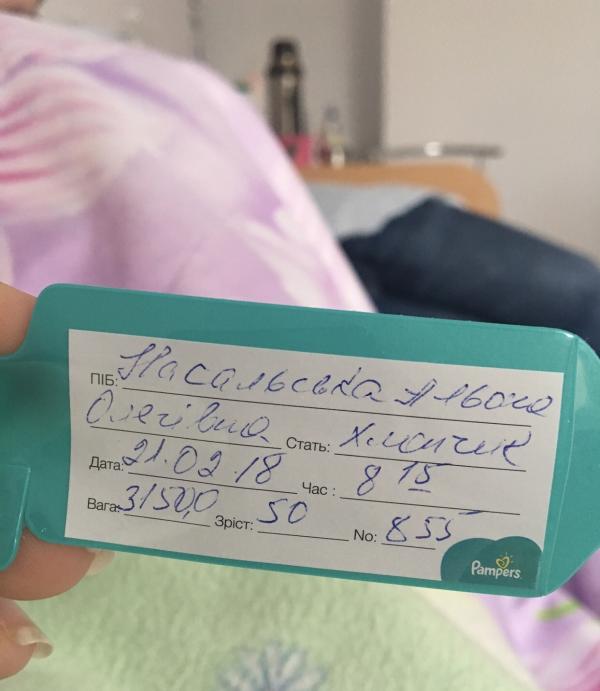 ПІБ: Насальська Альона
Олегівна Стать: Хлопчик
Дата: 21.02.18 Час: 8 15
Вага: 3150,0 Зріст: 50 No: 855
Pampers